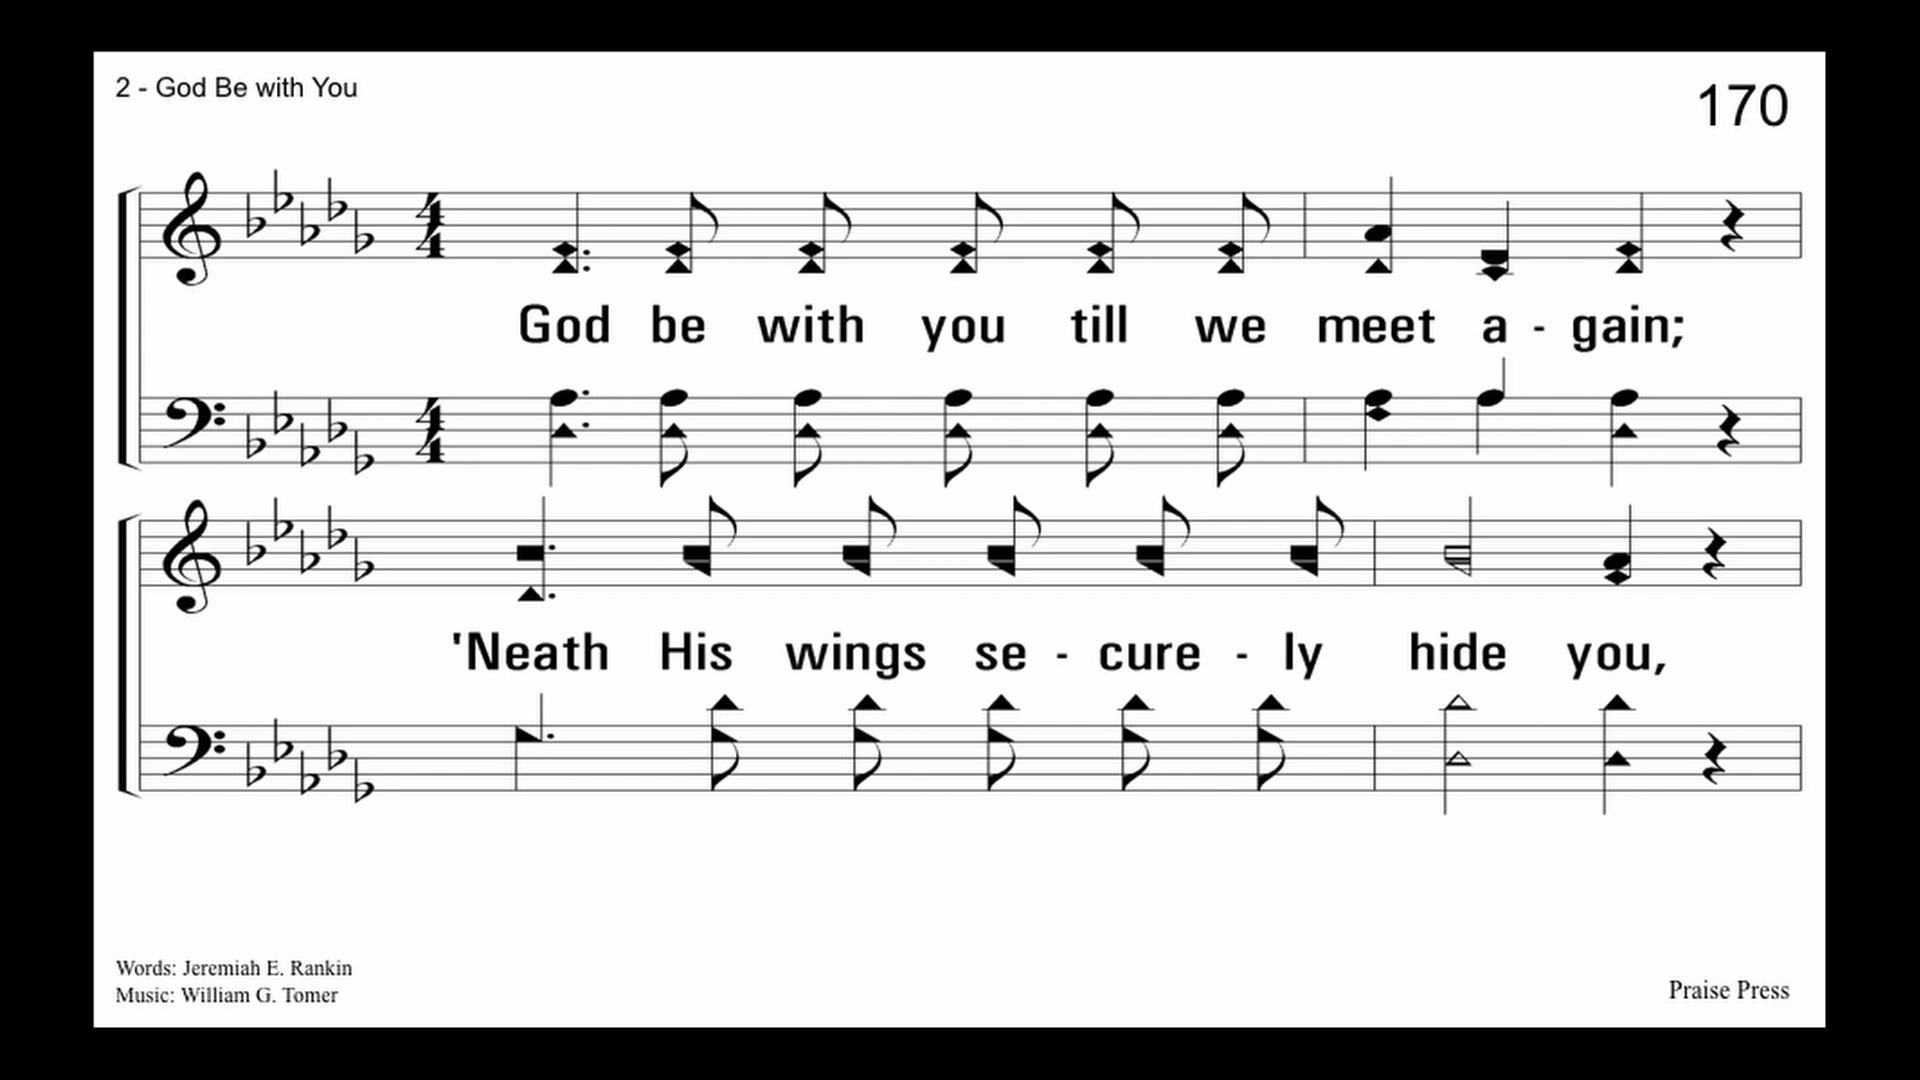 2 - God Be with You
170
God be with you till we meet a - gain;
'Neath His wings se - cure - ly hide you,
Words: Jeremiah E. Rankin
Music: William G. Tomer
Praise Press